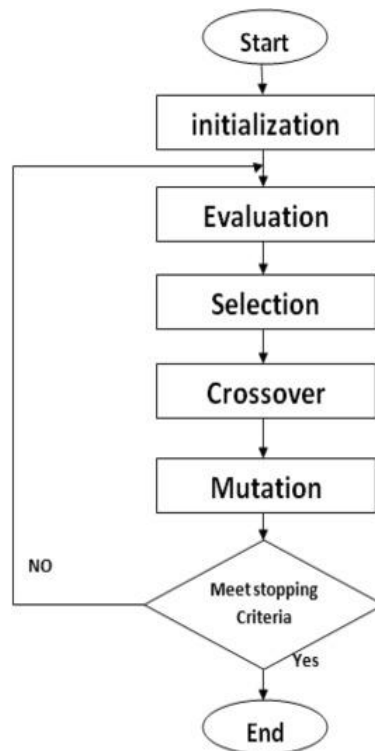 Start
initialization
Evaluation
Selection
Crossover
Mutation
NO
Meet stopping
Criteria
Yes
End